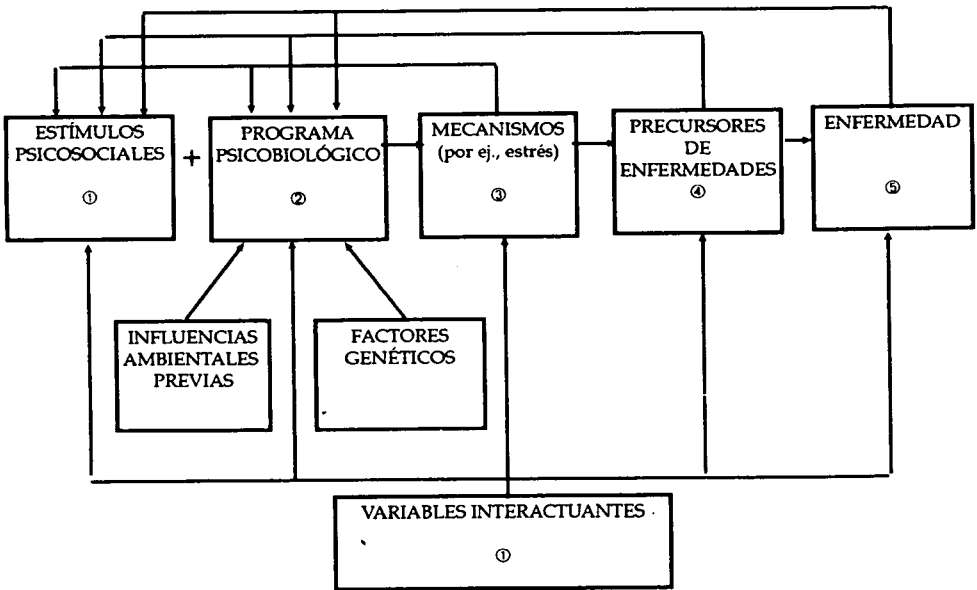 ESTÍMULOS
PSICOSOCIALES
①
+
PROGRAMA
PSICOBIOLÓGICO
②
MECANISMOS
(por ej., estrés)
③
PRECURSORES
DE
ENFERMEDADES
④
ENFERMEDAD
⑤
INFLUENCIAS
AMBIENTALES
PREVIAS
FACTORES
GENÉTICOS
VARIABLES INTERACTUANTES
①